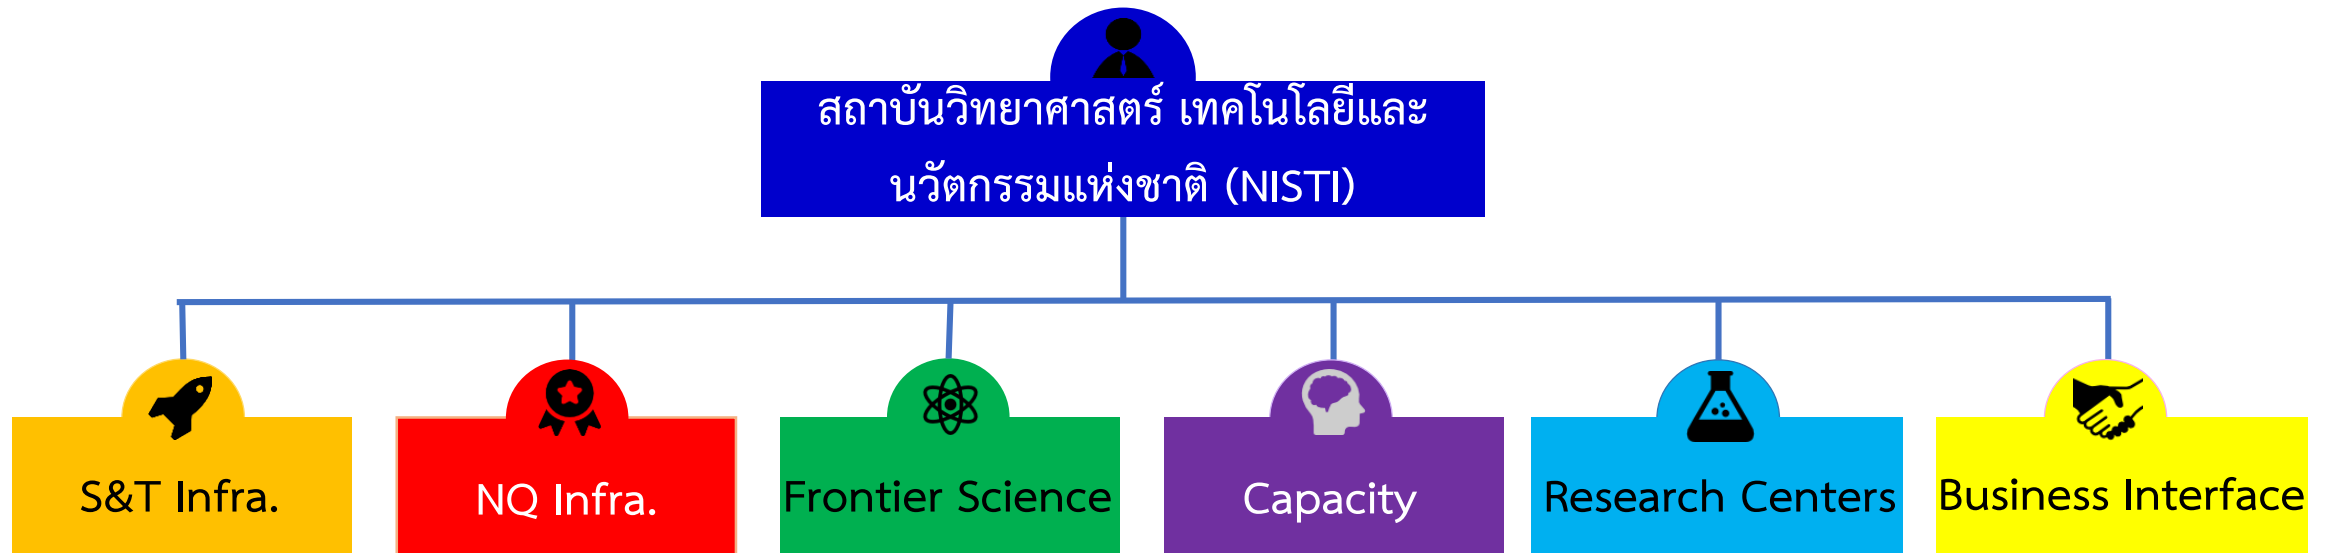 สถาบันวิทยาศาสตร์ เทคโนโลยีและ
นวัตกรรมแห่งชาติ (NISTI)
S&T Infra.
NQ Infra.
Frontier Science
Capacity
Research Centers
Business Interface